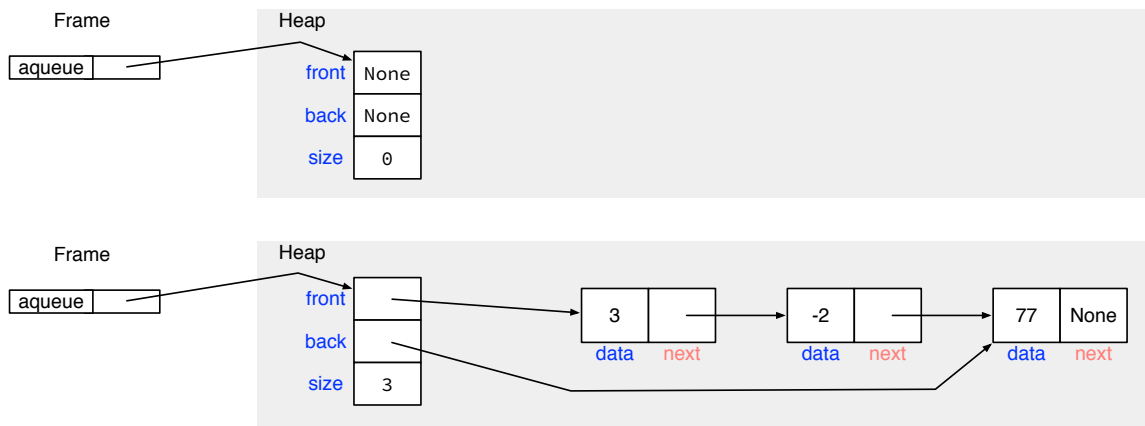 Frame Heap
aqueue
front None
back None
size 0
Frame Heap
aqueue
front
back
size 3
3 -2 77 None
data next data next data next